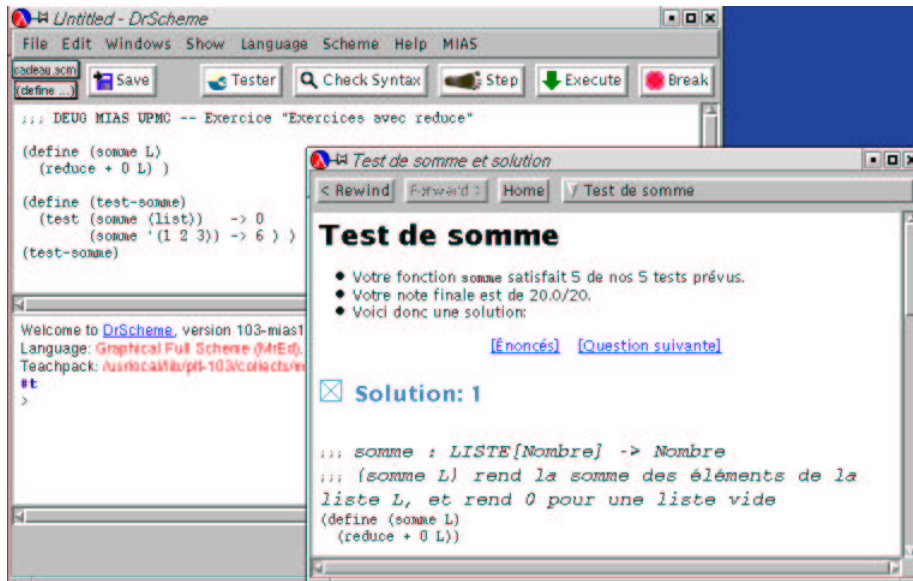 Untitled - DrScheme
File Edit Windows Show Language Scheme Help MIAS
cadeau.scm
(define ...)
Save
Tester
Check Syntax
Step
Execute
Break
;;; DEUG MIAS UPMC -- Exercice "Exercices avec reduce"
(define (somme L)
(reduce + 0 L) )
(define (test-somme)
(test (somme (list)) -> 0
(somme '(1 2 3)) -> 6 ) )
(test-somme)
Welcome to DrScheme, version 103-mias1
Language: Graphical Full Scheme (MrEd).
Teachpack: /usr/local/lib/plt-103/collects/
#t
>
Test de somme et solution
< Rewind
Forward >
Home
Test de somme
Test de somme
• Votre fonction somme satisfait 5 de nos 5 tests prévus.
• Votre note finale est de 20.0/20.
• Voici donc une solution:
[Énoncés] [Question suivante]
Solution: 1
;;; somme : LISTE[Nombre] -> Nombre
;;; (somme L) rend la somme des éléments de la
liste L, et rend 0 pour une liste vide
(define (somme L)
(reduce + 0 L))